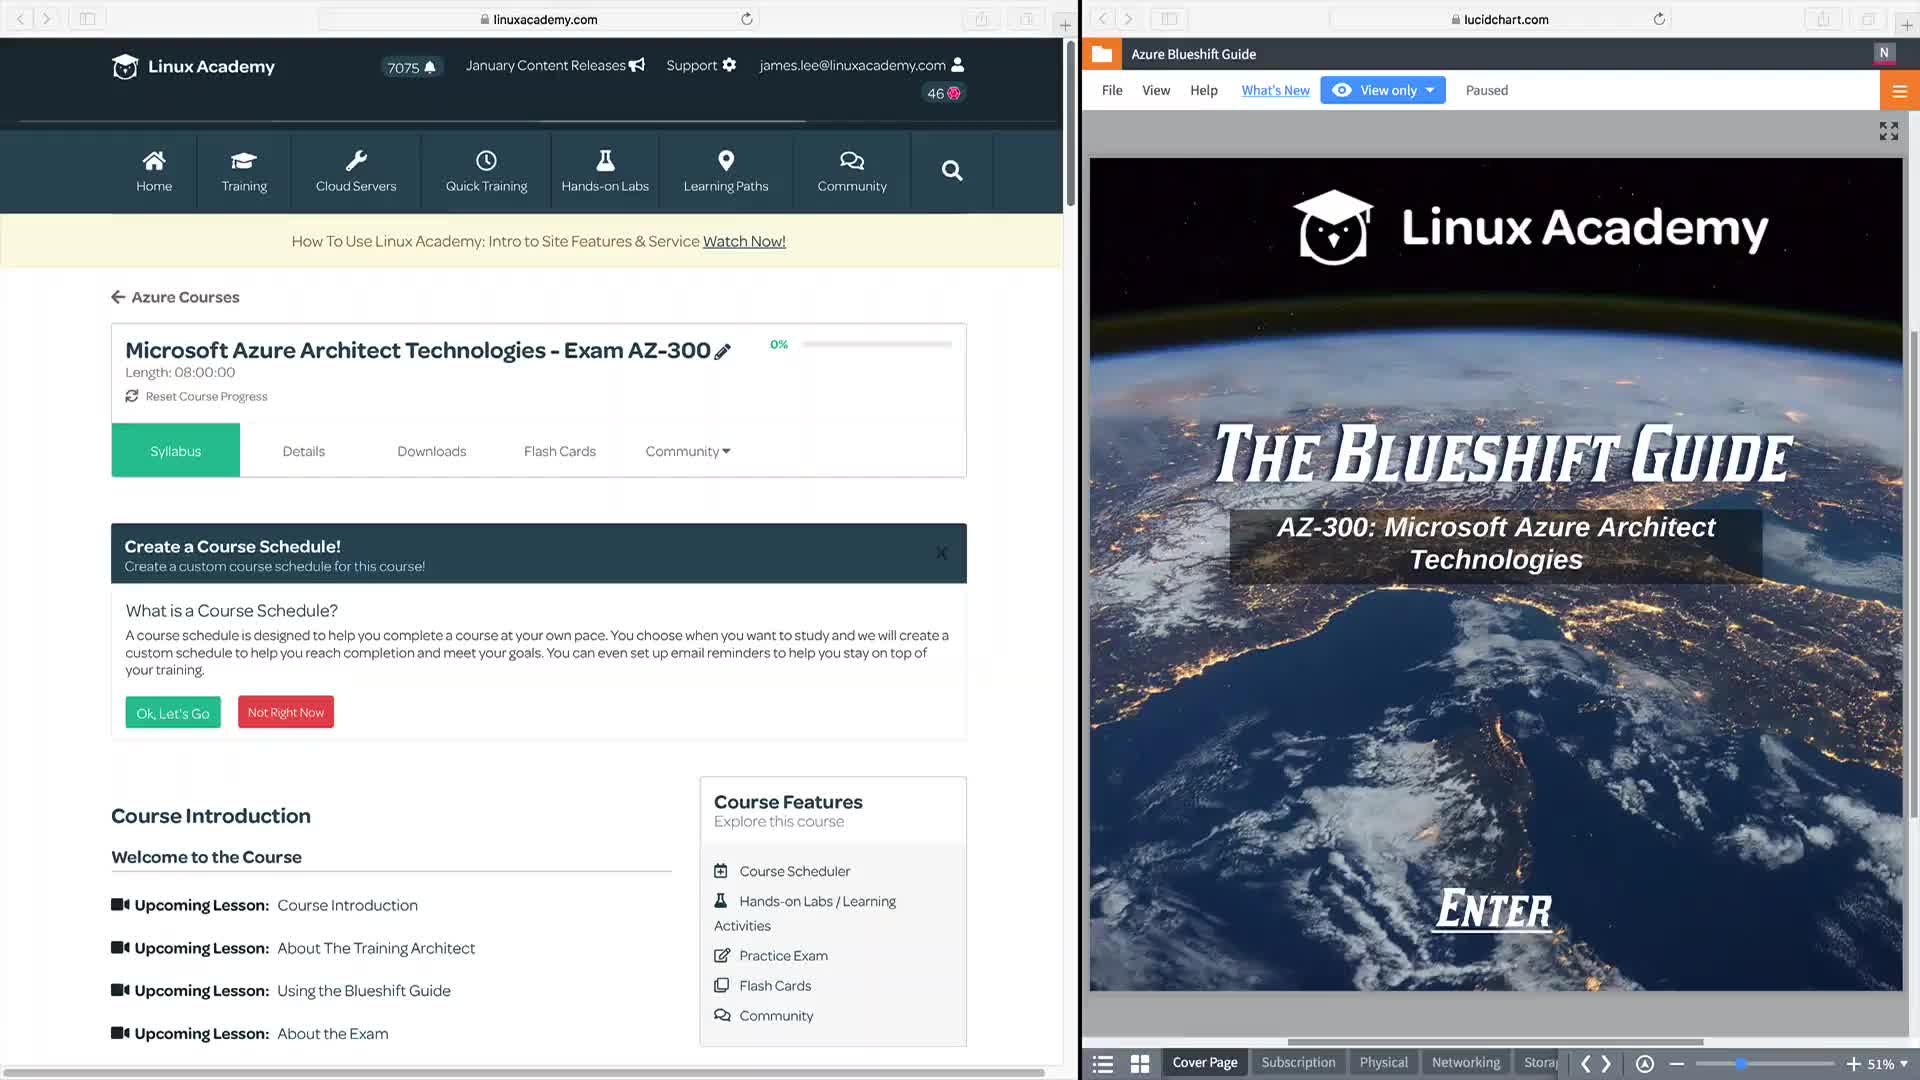 linuxacademy.com
Linux Academy
7075
January Content Releases
Support
james.lee@linuxacademy.com
46
Home
Training
Cloud Servers
Quick Training
Hands-on Labs
Learning Paths
Community
How To Use Linux Academy: Intro to Site Features & Service Watch Now!
Azure Courses
Microsoft Azure Architect Technologies - Exam AZ-300
0%
Length: 08:00:00
Reset Course Progress
Syllabus
Details
Downloads
Flash Cards
Community
Create a Course Schedule!
Create a custom course schedule for this course!
X
What is a Course Schedule?
A course schedule is designed to help you complete a course at your own pace. You choose when you want to study and we will create a
custom schedule to help you reach completion and meet your goals. You can even set up email reminders to help you stay on top of
your training.
Ok, Let's Go
Not Right Now
Course Introduction
Welcome to the Course
Upcoming Lesson: Course Introduction
Upcoming Lesson: About The Training Architect
Upcoming Lesson: Using the Blueshift Guide
Upcoming Lesson: About the Exam
Course Features
Explore this course
Course Scheduler
Hands-on Labs / Learning
Activities
Practice Exam
Flash Cards
Community
lucidchart.com
Azure Blueshift Guide
N
File
View
Help
What's New
View only
Paused
Linux Academy
The Blueshift Guide
AZ-300: Microsoft Azure Architect
Technologies
Enter
Cover Page
Subscription
Physical
Networking
Storag
51%